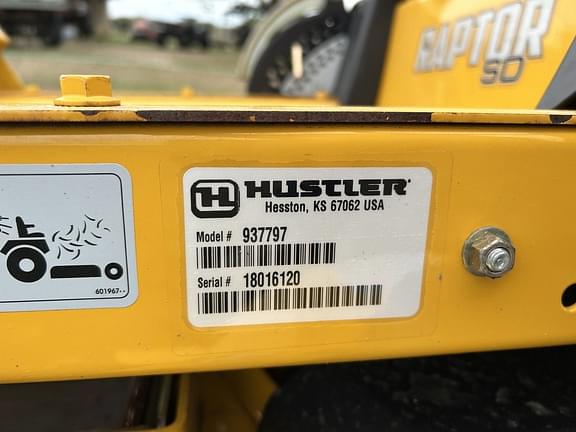 RAPTOR
SD
H HUSTLER
Hesston, KS 67062 USA
Model # 937797
Serial # 18016120
601967